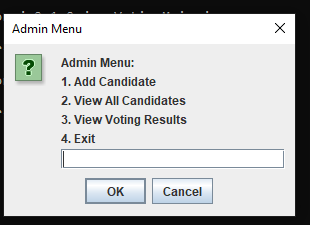 Admin Menu
Admin Menu:
1. Add Candidate
2. View All Candidates
3. View Voting Results
4. Exit
OK
Cancel